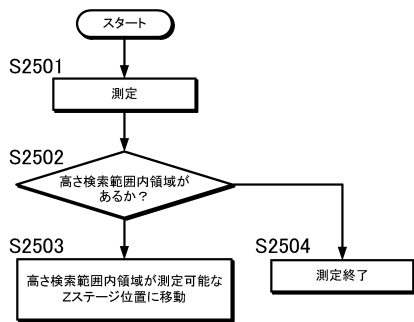 スタート
S2501
測定
S2502
高さ検索範囲内領域が
あるか？
S2503
高さ検索範囲内領域が測定可能な
Zステージ位置に移動
S2504
測定終了